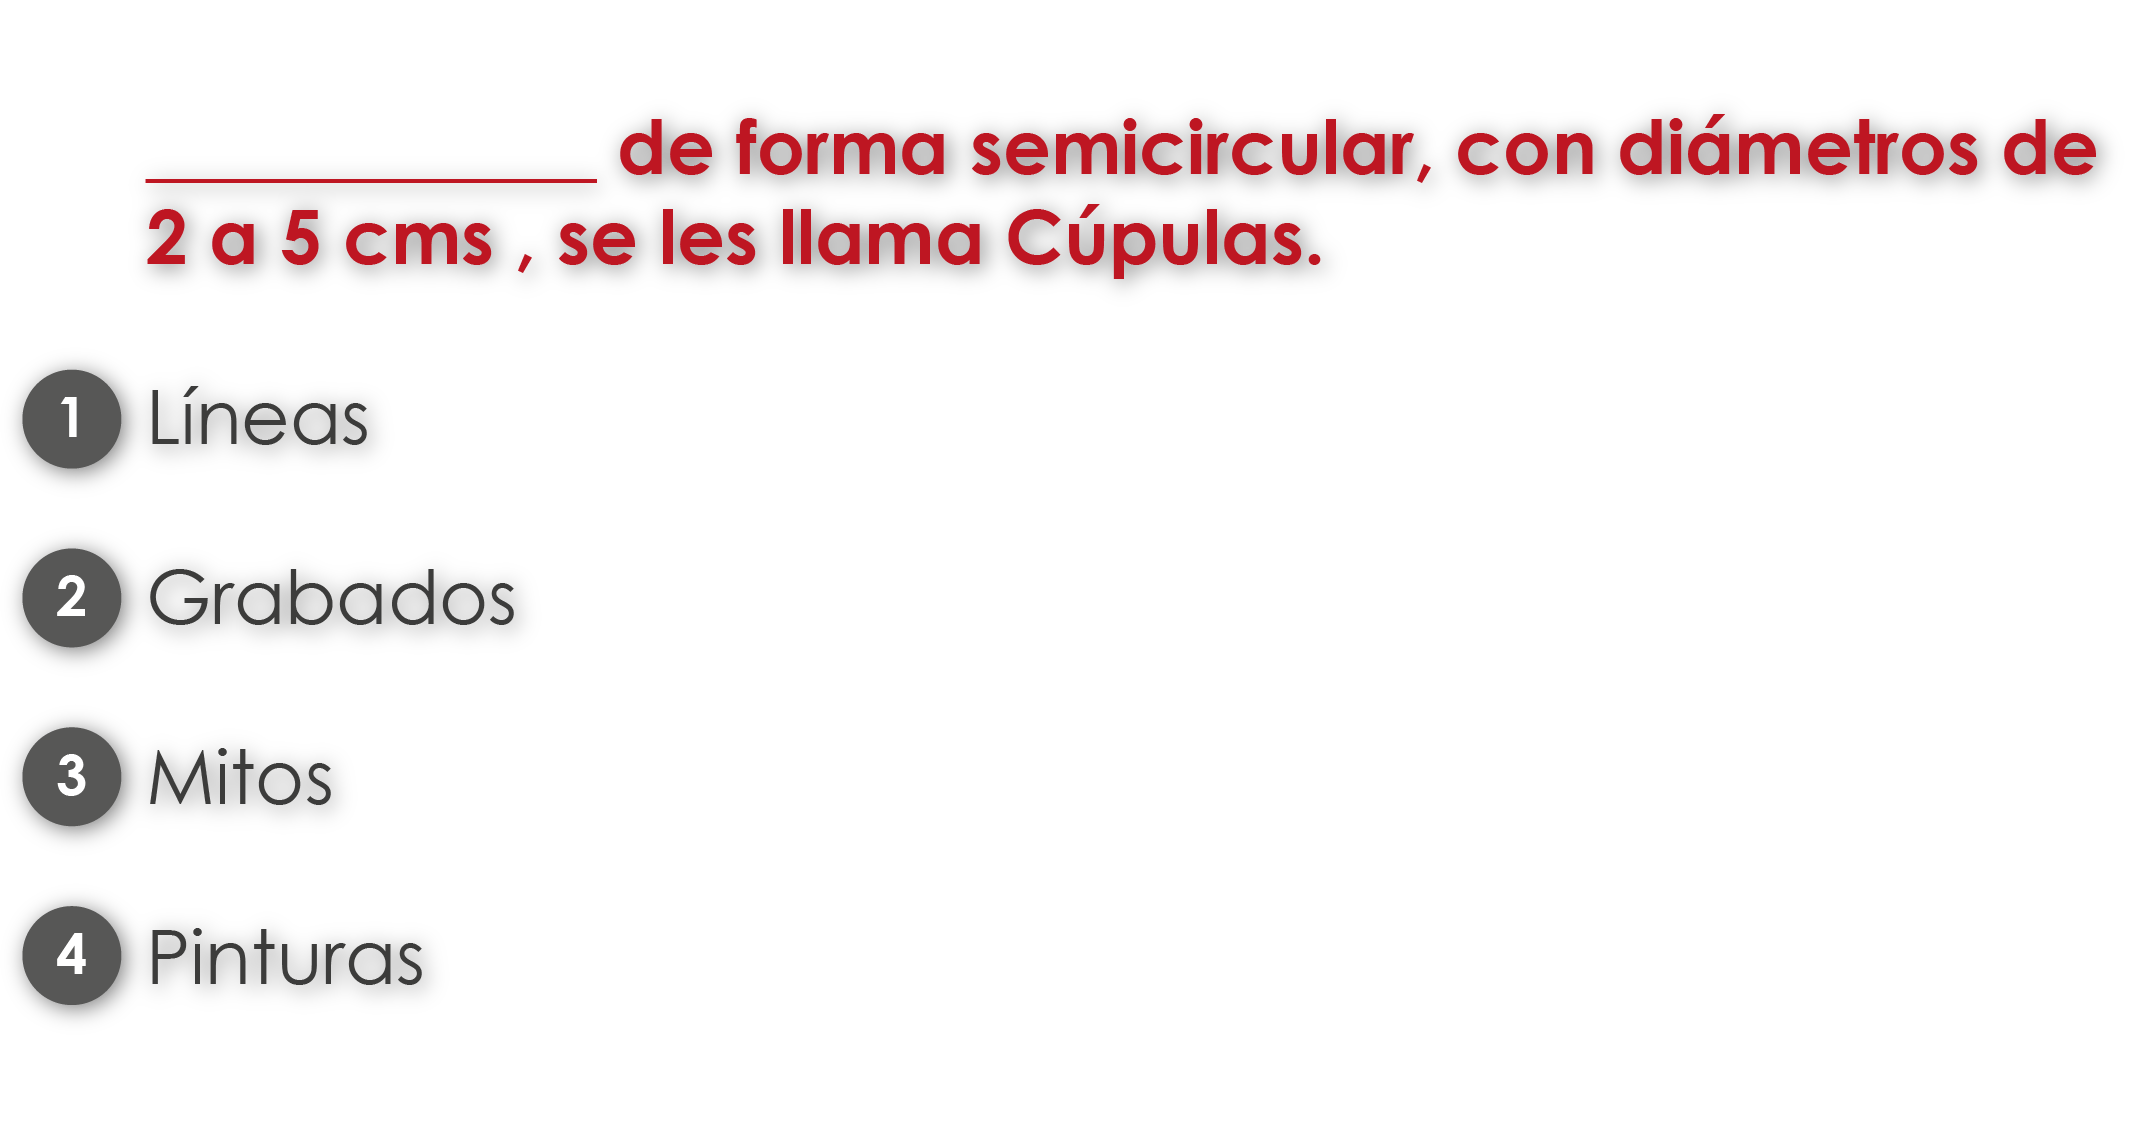 ____________ de forma semicircular, con diámetros de
2 a 5 cms , se les llama Cúpulas.
1 Líneas
2 Grabados
3 Mitos
4 Pinturas